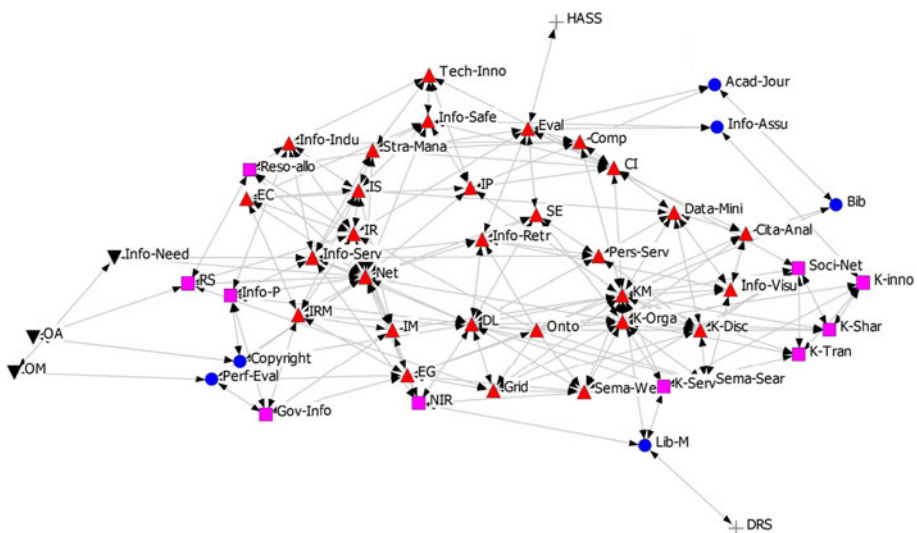 HASS
Tech-Inno
Acad-Jour
Info-Safe
Eval
Info-Assu
Info-Indu
Stra-Mana
Comp
Reso-allo
CI
EC
IS
IP
Bib
SE
Data-Mini
IR
Info-Retr
Cita-Anal
Info-Need
Info-Serv
Pers-Serv
Net
Soci-Net
RS
Info-P
KM
Info-Visu
K-inno
IRM
OA
IM
DL
Onto
K-Orga
K-Disc
K-Shar
K-Tran
Copyright
OM
Perf-Eval
EG
Grid
Sema-We
K-Serv
Sema-Sear
Gov-Info
NIR
Lib-M
DRS